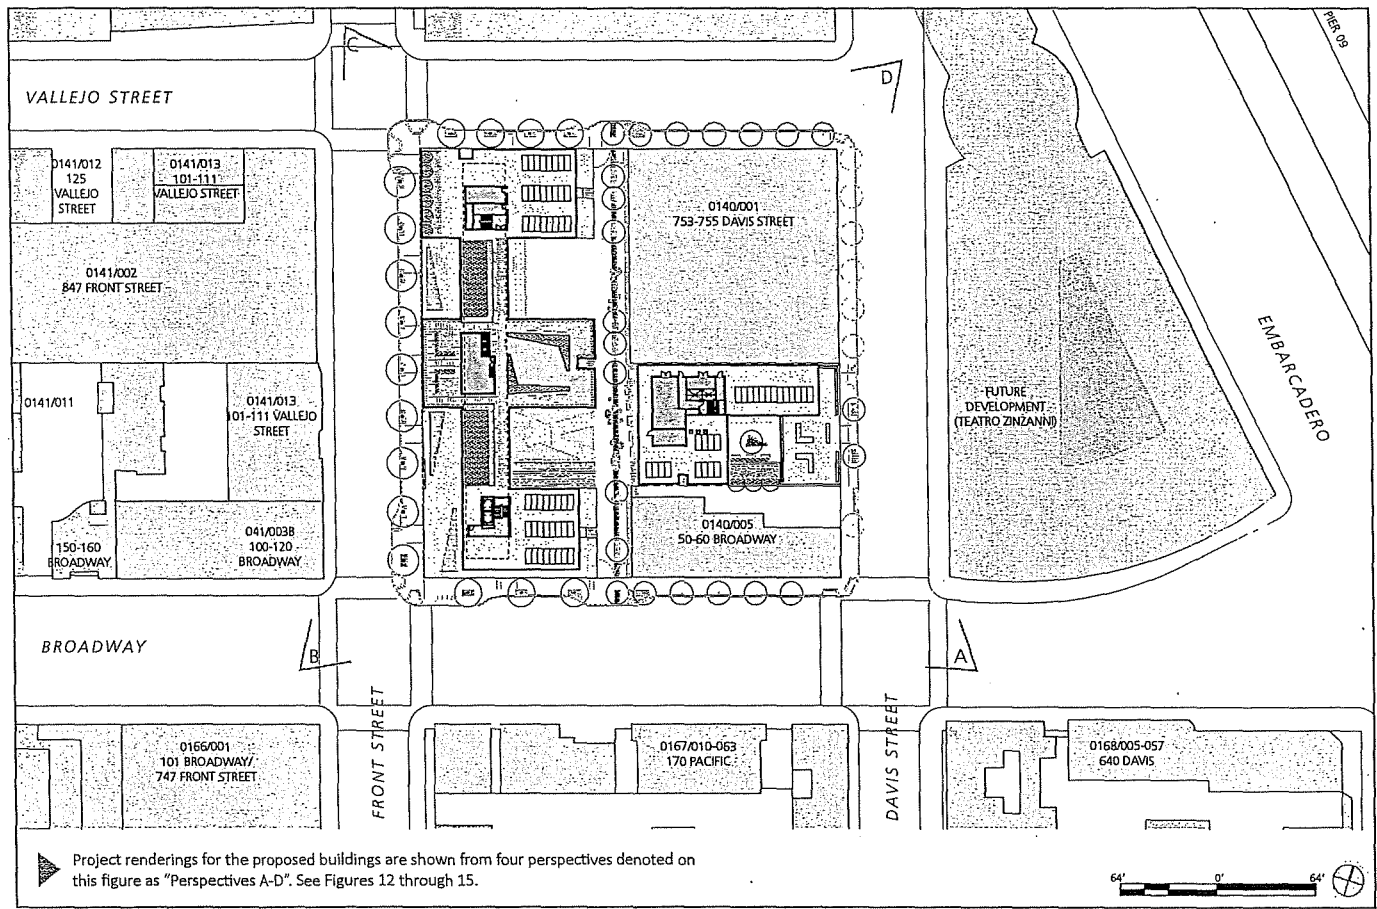 PIER 09
C
D
VALLEJO STREET
0141/012
125
VALLEJO
STREET
0141/013
101-111
VALLEJO STREET
0140/001
753-755 DAVIS STREET
0141/002
847 FRONT STREET
EMBARCADERO
0141/011
0141/013
101-111 VALLEJO
STREET
FUTURE
DEVELOPMENT
(TEATRO ZINZANNI)
041/003B
100-120
BROADWAY
150-160
BROADWAY
0140/005
50-60 BROADWAY
BROADWAY
B
A
FRONT STREET
DAVIS STREET
0166/001
101 BROADWAY/
747 FRONT STREET
0167/010-063
170 PACIFIC
0168/005-057
640 DAVIS
Project renderings for the proposed buildings are shown from four perspectives denoted on
this figure as "Perspectives A-D". See Figures 12 through 15.
64' 0' 64'